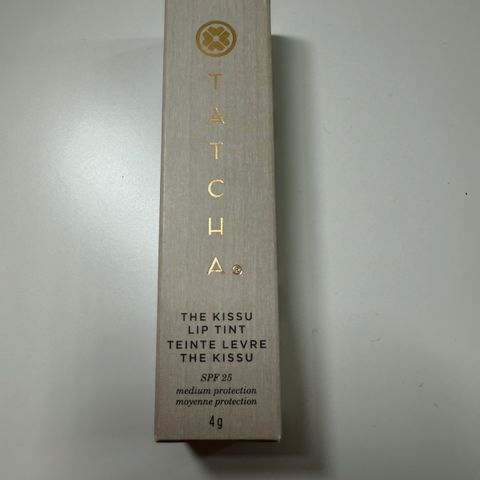 TATCHA®
THE KISSU
LIP TINT
TEINTE LEVRE
THE KISSU
SPF 25
medium protection
moyenne protection
4g